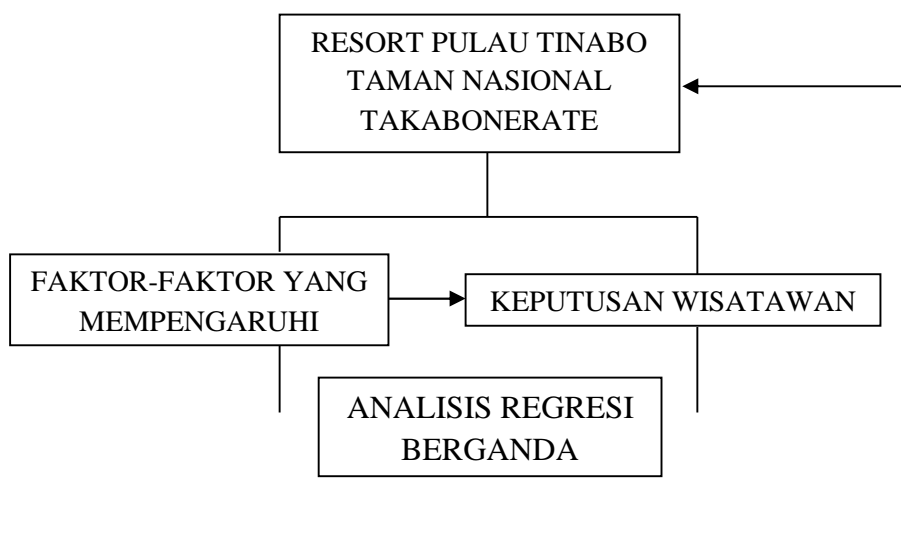 RESORT PULAU TINABO
TAMAN NASIONAL
TAKABONERATE
FAKTOR-FAKTOR YANG
MEMPENGARUHI
KEPUTUSAN WISATAWAN
ANALISIS REGRESI
BERGANDA